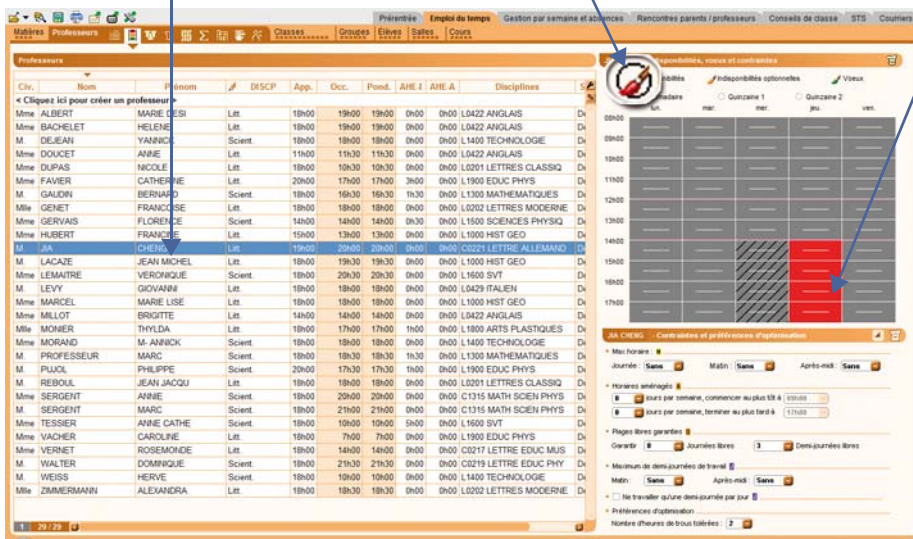 Prérentrée Emploi du temps Gestion par semaine et absences Rencontres parents / professeurs Conseils de classe STS Courriers
Matières Professeurs Classes Groupes Elèves Salles Cours
Professeurs
Civ. Nom Prénom DISCP App. Occ. Pond. AHE-I AHE A Disciplines
< Cliquez ici pour créer un professeur >
Mme ALBERT MARIE DESI Litt. 18h00 19h00 19h00 0h00 0h00 L0422 ANGLAIS
Mme BACHELET HELENE Litt. 18h00 19h00 19h00 0h00 0h00 L0422 ANGLAIS
M. DEJEAN YANNICK Scient. 18h00 18h00 18h00 0h00 0h00 L1400 TECHNOLOGIE
Mme DOUCET ANNE Litt. 11h00 11h30 11h30 0h00 0h00 L0422 ANGLAIS
Mme DUPAS NICOLE Litt. 18h00 10h30 10h30 0h00 0h00 L0201 LETTRES CLASSIQ
Mme FAVIER CATHERINE Litt. 20h00 17h00 17h00 3h00 0h00 L1900 EDUC PHYS
M. GAUDIN BERNARD Scient. 18h00 16h30 16h30 1h30 0h00 L1300 MATHEMATIQUES
Mlle GENET FRANCOISE Litt. 18h00 18h00 18h00 0h00 0h00 L0202 LETTRES MODERNE
Mme GERVAIS FLORENCE Scient. 14h00 14h00 14h00 0h30 0h00 L1500 SCIENCES PHYSIQ
Mme HUBERT FRANCINE Litt. 15h00 13h00 13h00 0h00 0h00 L1000 HIST GEO
M. JIA CHENG Litt. 19h00 20h00 20h00 0h00 0h00 C0221 LETTRE ALLEMAND
M. LACAZE JEAN MICHEL Litt. 18h00 19h30 19h30 0h00 0h00 L1000 HIST GEO
Mme LEMAITRE VERONIQUE Scient. 18h00 20h30 20h30 0h00 0h00 L1600 SVT
M. LEVY GIOVANNI Litt. 18h00 18h00 18h00 0h00 0h00 L0429 ITALIEN
Mme MARCEL MARIE LISE Litt. 18h00 18h00 18h00 0h00 0h00 L1000 HIST GEO
Mme MILLOT BRIGITTE Litt. 14h00 14h00 14h00 0h00 0h00 L0422 ANGLAIS
Mlle MONIER THYLDA Litt. 18h00 17h00 17h00 1h00 0h00 L1800 ARTS PLASTIQUES
Mme MORAND M- ANNICK Scient. 18h00 18h00 18h00 0h00 0h00 L1400 TECHNOLOGIE
M. PROFESSEUR MARC Scient. 18h00 18h30 18h30 1h30 0h00 L1300 MATHEMATIQUES
M. PUJOL PHILIPPE Scient. 20h00 17h30 17h30 1h00 0h00 L1900 EDUC PHYS
M. REBOUL JEAN JACQU Litt. 18h00 18h00 18h00 0h00 0h00 L0201 LETTRES CLASSIQ
Mme SERGENT ANNIE Scient. 18h00 20h00 20h00 0h00 0h00 C1315 MATH SCIEN PHYS
M. SERGENT MARC Scient. 18h00 21h00 21h00 0h00 0h00 C1315 MATH SCIEN PHYS
Mme TESSIER ANNE CATHE Scient. 18h00 10h00 10h00 5h00 0h00 L1600 SVT
Mme VACHER CAROLINE Litt. 18h00 7h00 7h00 0h00 0h00 L1900 EDUC PHYS
Mme VERNET ROSEMONDE Litt. 18h00 14h00 14h00 0h00 0h00 C0217 LETTRE EDUC MUS
M. WALTER DOMINIQUE Scient. 18h00 21h30 21h30 0h00 0h00 C0219 LETTRE EDUC PHY
M. WEISS HERVE Scient. 18h00 10h00 10h00 0h00 0h00 L1400 TECHNOLOGIE
Mlle ZIMMERMANN ALEXANDRA Litt. 18h00 18h30 18h30 0h00 0h00 L0202 LETTRES MODERNE
1 29 / 29
voeux et contraintes
Indisponibilités optionnelles Voeux
Quinzaine 1 Quinzaine 2
lun. mar. mer. jeu. ven.
10h00
11h00
12h00
13h00
14h00
15h00
16h00
17h00
JIA CHENG - Contraintes et préférences d'optimisation
Max horaire :
Journée : Sans Matin : Sans Après-midi : Sans
Horaires aménagés
0 jours par semaine, commencer au plus tôt à
0 jours par semaine, terminer au plus tard à 17h00
Plages libres garanties
Garantir 0 Journées libres 3 Demi-journées libres
Maximum de demi-journées de travail
Matin : Sans Après-midi : Sans
Ne travailler qu'une demi-journée par jour
Préférences d'optimisation
Nombre d'heures de trous tolérées : 2